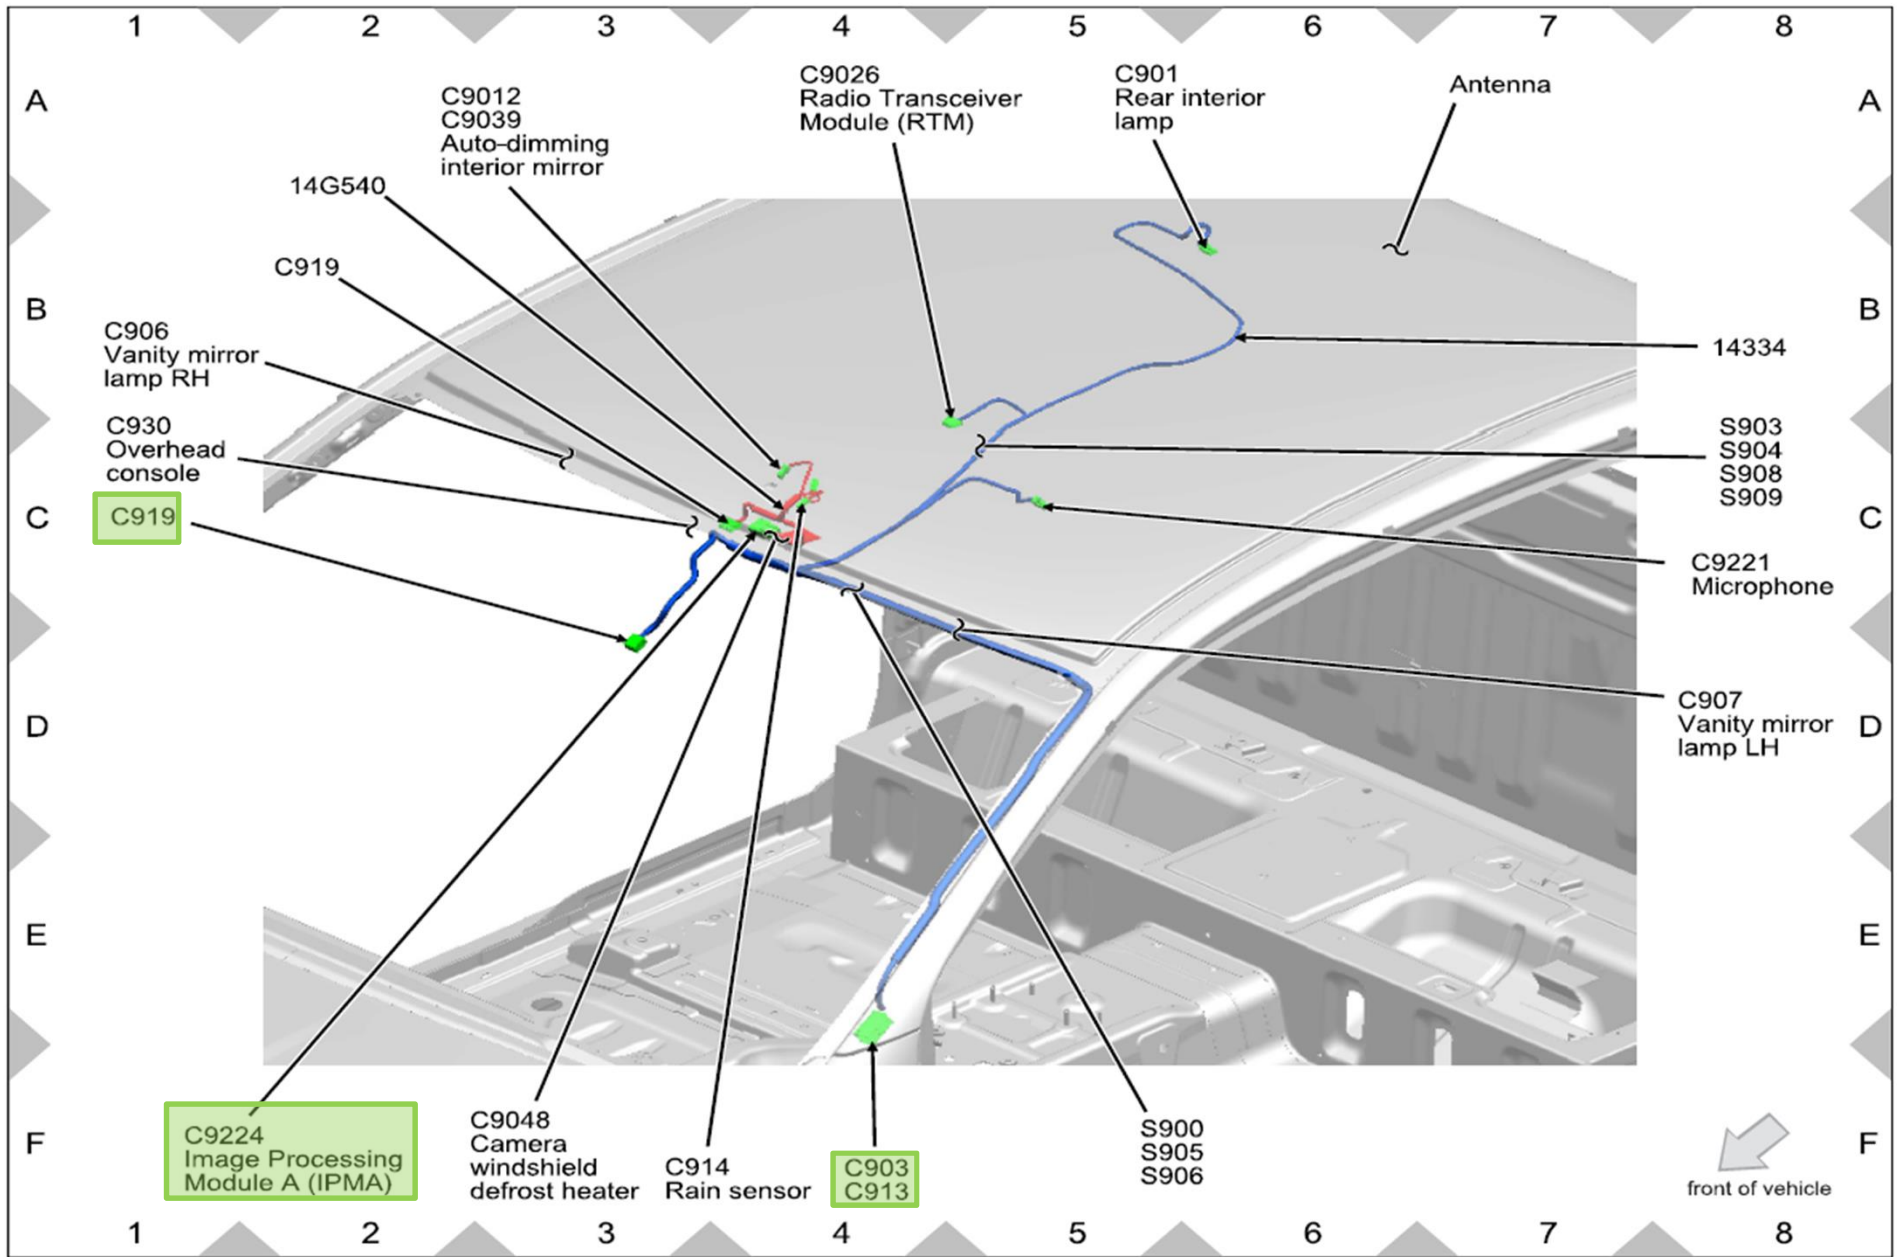 1 2 3 4 5 6 7 8
A A
C9012
C9039
Auto-dimming
interior mirror
C9026
Radio Transceiver
Module (RTM)
C901
Rear interior
lamp
Antenna
14G540
C919
B B
C906
Vanity mirror
lamp RH
14334
C930
Overhead
console
S903
S904
S908
S909
C C
C919
C9221
Microphone
D D
C907
Vanity mirror
lamp LH
E E
F F
C9224
Image Processing
Module A (IPMA)
C9048
Camera
windshield
defrost heater
C914
Rain sensor
C903
C913
S900
S905
S906
front of vehicle
1 2 3 4 5 6 7 8